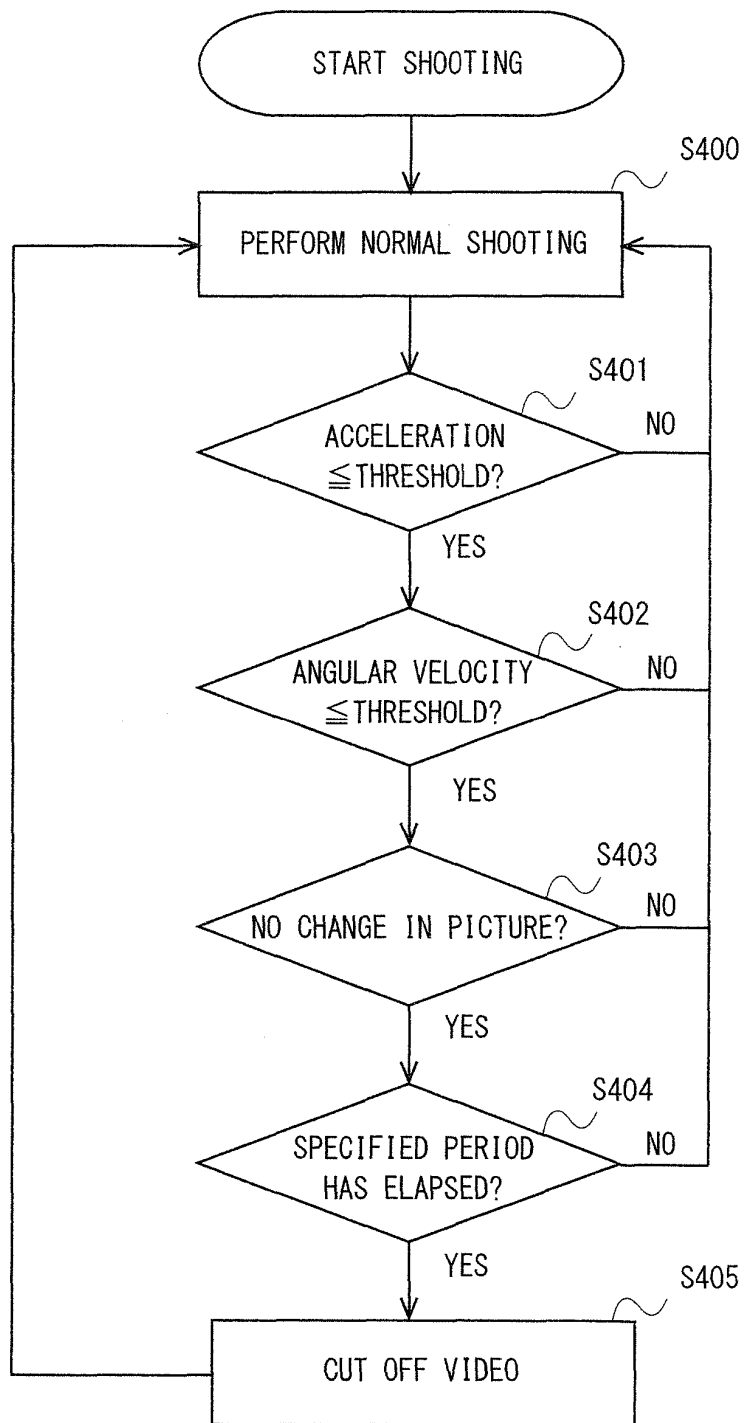 START SHOOTING
S400
PERFORM NORMAL SHOOTING
S401
ACCELERATION
≦THRESHOLD?
NO
YES
S402
ANGULAR VELOCITY
≦THRESHOLD?
NO
YES
S403
NO CHANGE IN PICTURE?
NO
YES
S404
SPECIFIED PERIOD
HAS ELAPSED?
NO
YES
S405
CUT OFF VIDEO